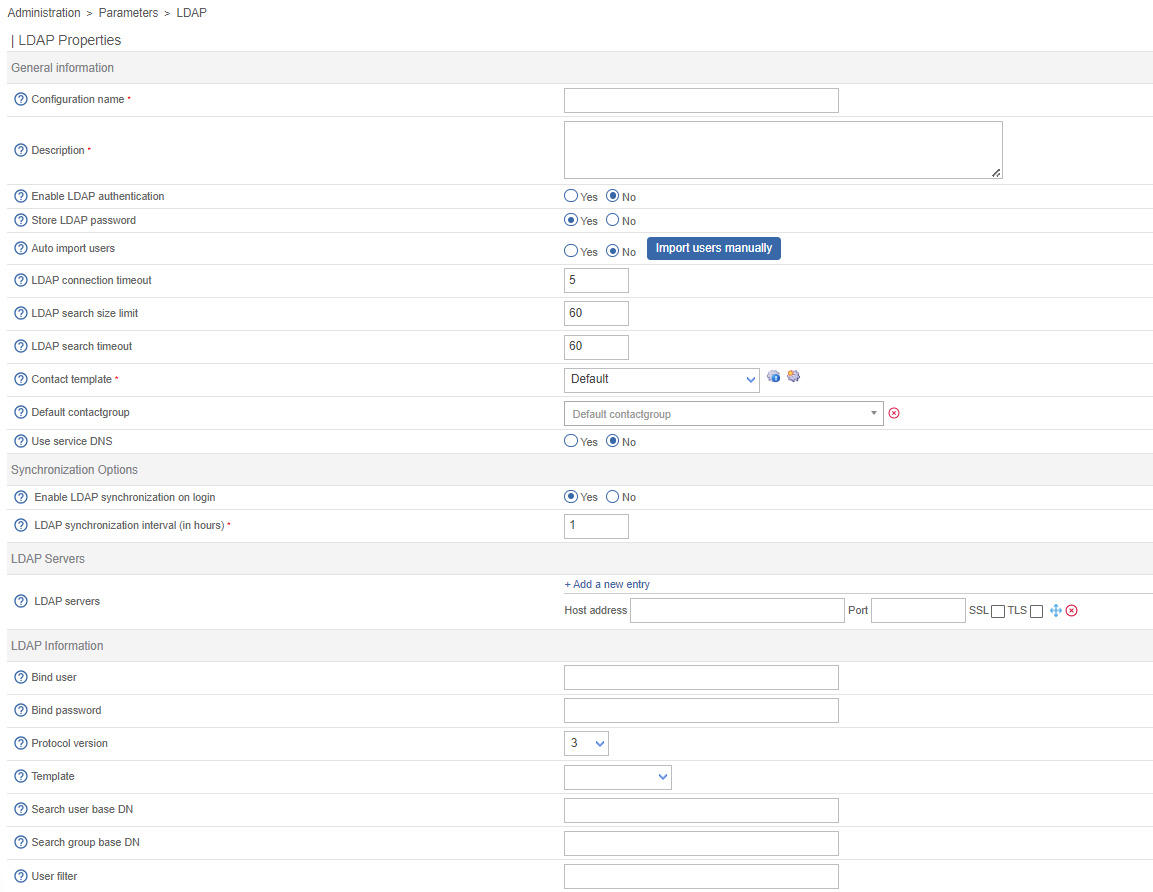 Administration > Parameters > LDAP
| LDAP Properties
General information
Configuration name *
Description *
Enable LDAP authentication Yes No
Store LDAP password Yes No
Auto import users Yes No Import users manually
LDAP connection timeout 5
LDAP search size limit 60
LDAP search timeout 60
Contact template * Default
Default contactgroup Default contactgroup
Use service DNS Yes No
Synchronization Options
Enable LDAP synchronization on login Yes No
LDAP synchronization interval (in hours) * 1
LDAP Servers
+ Add a new entry
LDAP servers
Host address Port SSL TLS
LDAP Information
Bind user
Bind password
Protocol version 3
Template
Search user base DN
Search group base DN
User filter